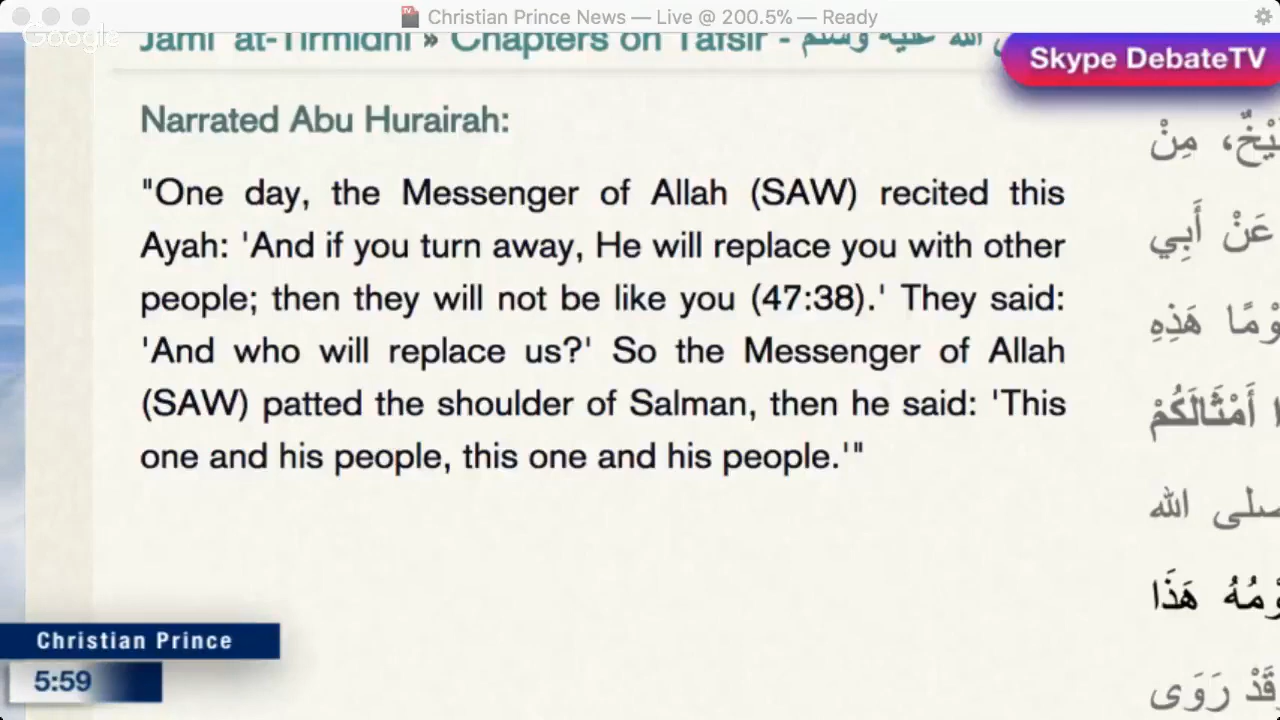 Christian Prince News — Live @ 200.5% — Ready
Google
Jami` at-Tirmidhi » Chapters on Tafsir - الله عليه وسلم
Skype DebateTV
Narrated Abu Hurairah:
"One day, the Messenger of Allah (SAW) recited this
Ayah: 'And if you turn away, He will replace you with other
people; then they will not be like you (47:38).' They said:
'And who will replace us?' So the Messenger of Allah
(SAW) patted the shoulder of Salman, then he said: 'This
one and his people, this one and his people.'"
مِنْ
عَنْ أَبِي
هَذِهِ
أَمْثَالَكُمْ
صلى الله
هَذَا
رَوَى
Christian Prince
5:59